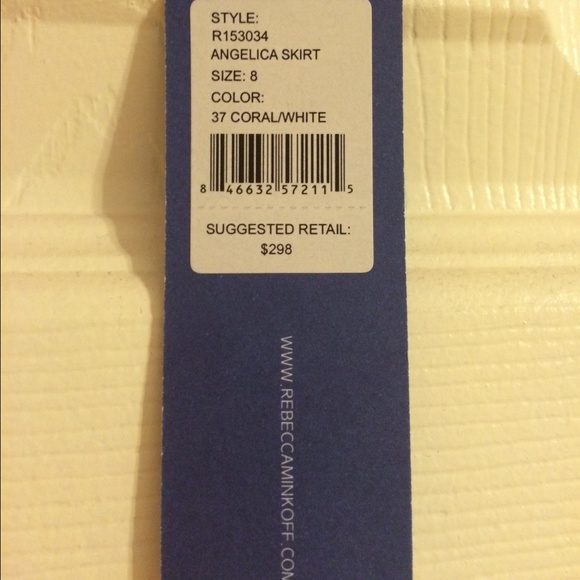 STYLE:
R153034
ANGELICA SKIRT
SIZE: 8
COLOR:
37 CORAL/WHITE
8 46632 57211 5
SUGGESTED RETAIL:
$298
WWW.REBECCAMINKOFF.COM